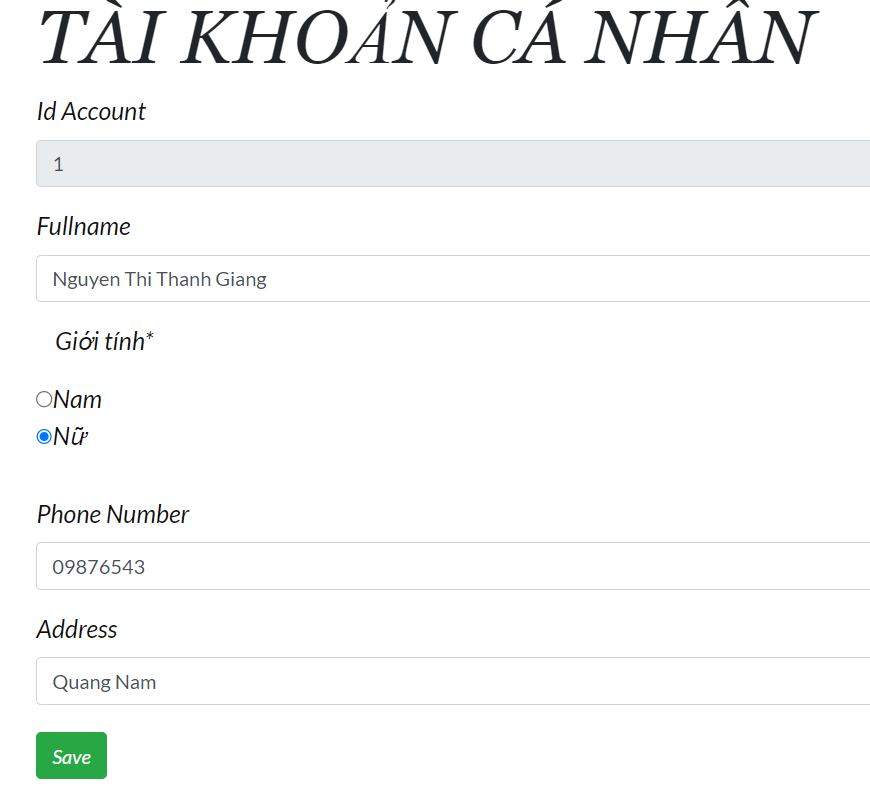 TÀI KHOẢN CÁ NHÂN
Id Account
1
Fullname
Nguyen Thi Thanh Giang
Giới tính*
Nam
Nữ
Phone Number
09876543
Address
Quang Nam
Save